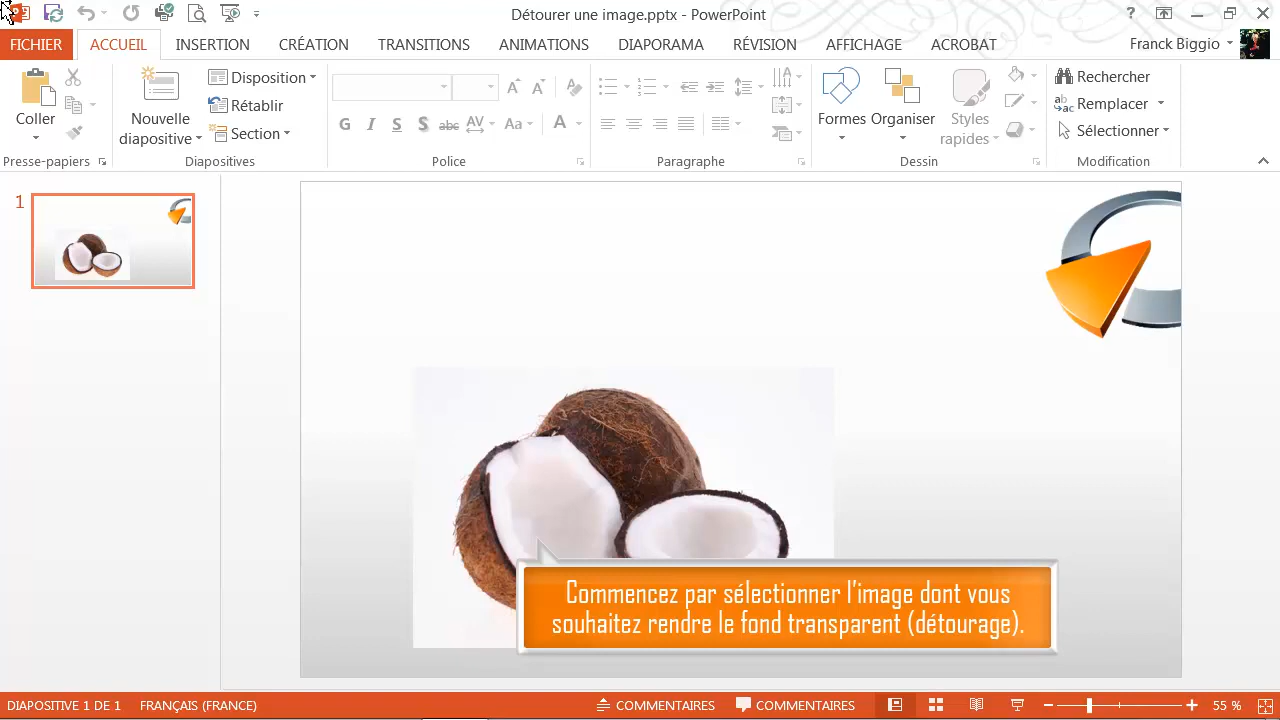 Détourer une image.pptx - PowerPoint
?
FICHIER ACCUEIL INSERTION CRÉATION TRANSITIONS ANIMATIONS DIAPORAMA RÉVISION AFFICHAGE ACROBAT Franck Biggio
Coller
Presse-papiers
Nouvelle
diapositive
Disposition
Rétablir
Section
Diapositives
G I S S abc AV Aa A
Police
Paragraphe
Formes
Organiser
Styles
rapides
Dessin
Rechercher
Remplacer
Sélectionner
Modification
1
Commencez par sélectionner l'image dont vous
souhaitez rendre le fond transparent (détourage).
DIAPOSITIVE 1 DE 1 FRANÇAIS (FRANCE) COMMENTAIRES COMMENTAIRES 55 %